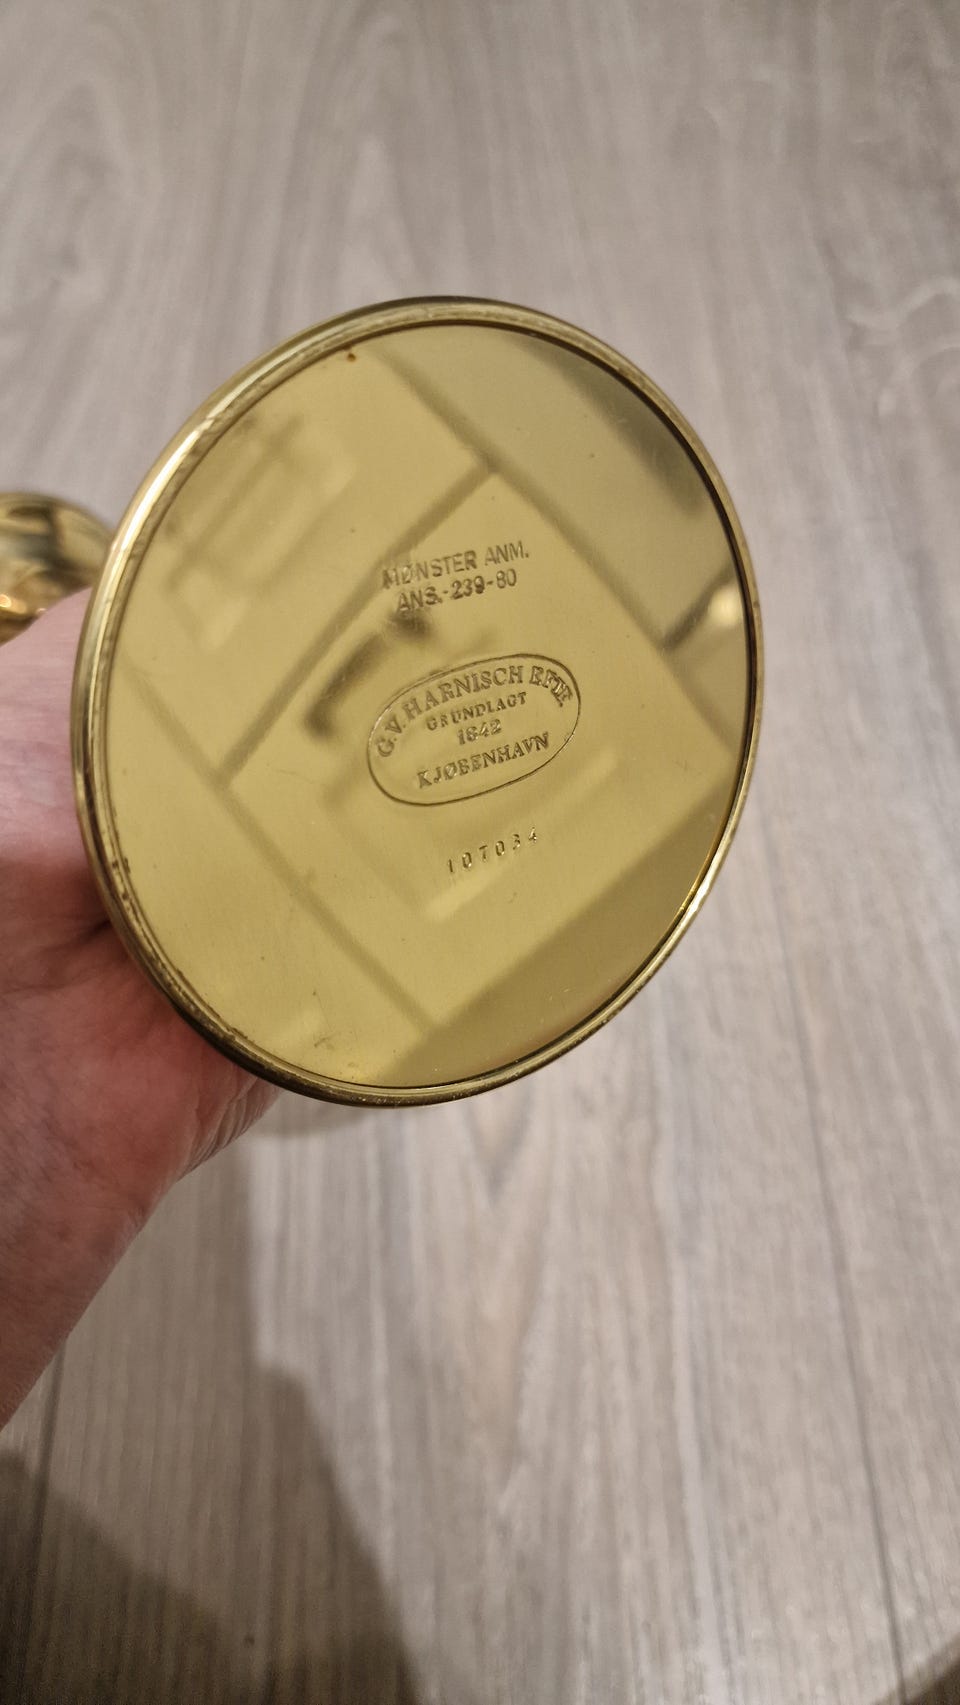 MØNSTER ANM.
ANS.-239-80
G.V. HARNISCH EFTF.
GRUNDLAGT
1842
KJØBENHAVN
107034